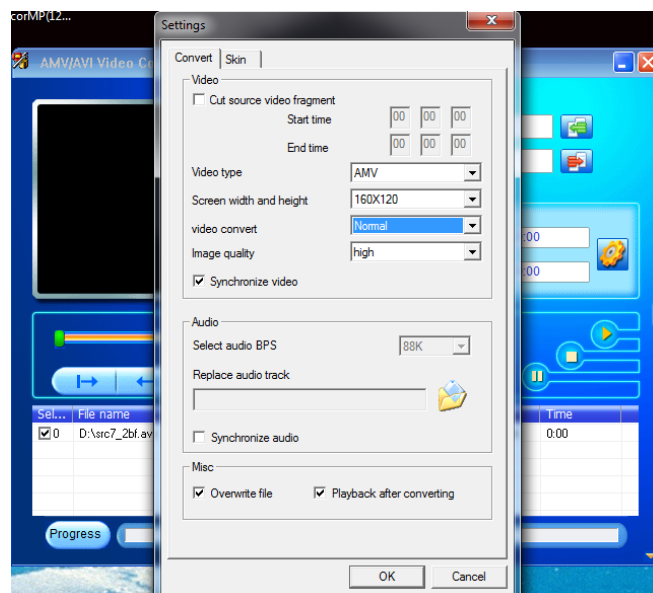 corMP(12...
Settings
AMV/AVI Video Co
Convert
Skin
Video
Cut source video fragment
Start time
00 00 00
End time
00 00 00
Video type
AMV
Screen width and height
160X120
video convert
Normal
Image quality
high
Synchronize video
:00
:00
Audio
Select audio BPS
88K
Replace audio track
Synchronize audio
Sel... File name
Time
0 D:\src7_2bf.av
0:00
Misc
Overwrite file
Playback after converting
Progress
OK
Cancel